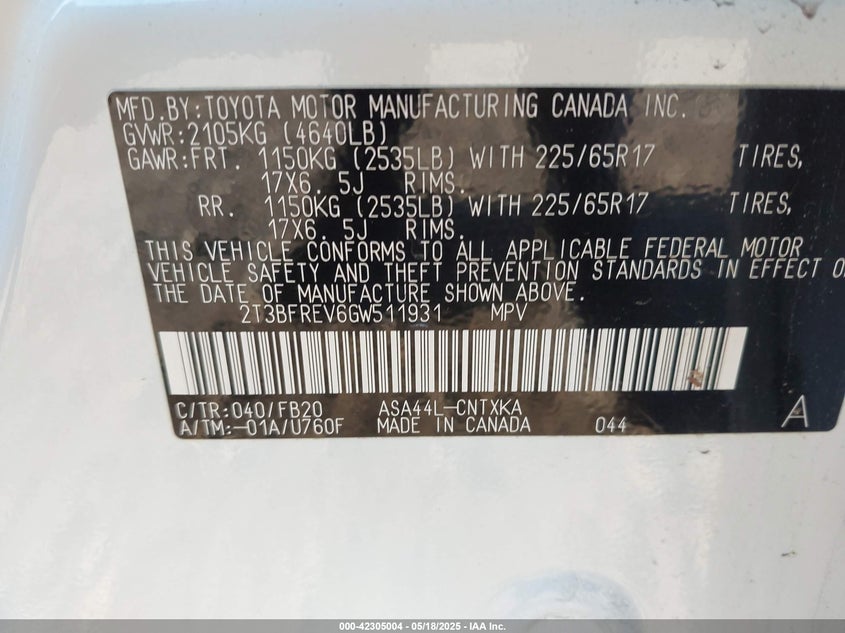 MFD.BY:TOYOTA MOTOR MANUFACTURING CANADA INC.
GVWR:2105KG (4640LB)
GAWR:FRT. 1150KG (2535LB) WITH 225/65R17 TIRES,
17X6.5J RIMS.
RR. 1150KG (2535LB) WITH 225/65R17 TIRES,
17X6.5J RIMS.
THIS VEHICLE CONFORMS TO ALL APPLICABLE FEDERAL MOTOR
VEHICLE SAFETY AND THEFT PREVENTION STANDARDS IN EFFECT O
THE DATE OF MANUFACTURE SHOWN ABOVE.
2T3BFREV6GW511931 MPV
C/TR:040/FB20 ASA44L-CNTXKA
A/TM:-01A/U760F MADE IN CANADA 044 A
000-42305004 - 05/18/2025 - IAA Inc.